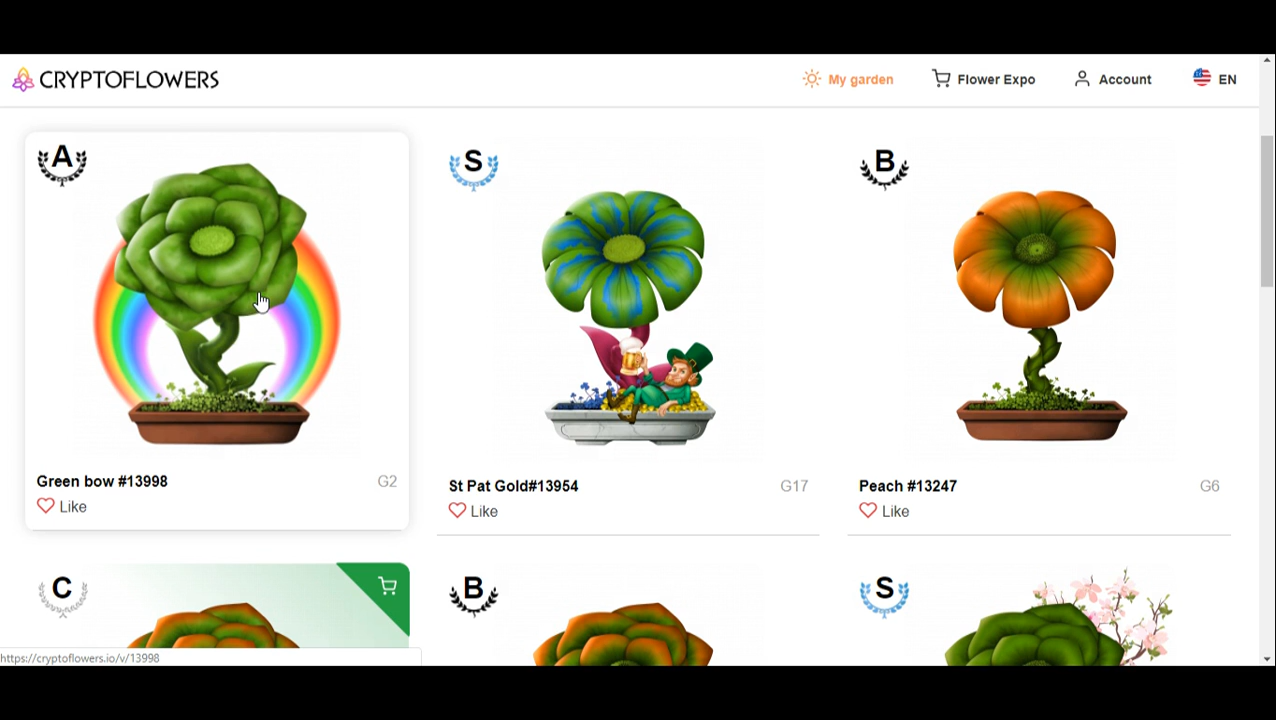 CRYPTOFLOWERS
My garden
Flower Expo
Account
EN
A
S
B
Green bow #13998
G2
Like
St Pat Gold#13954
G17
Like
Peach #13247
G6
Like
C
B
S
https://cryptoflowers.io/v/13998